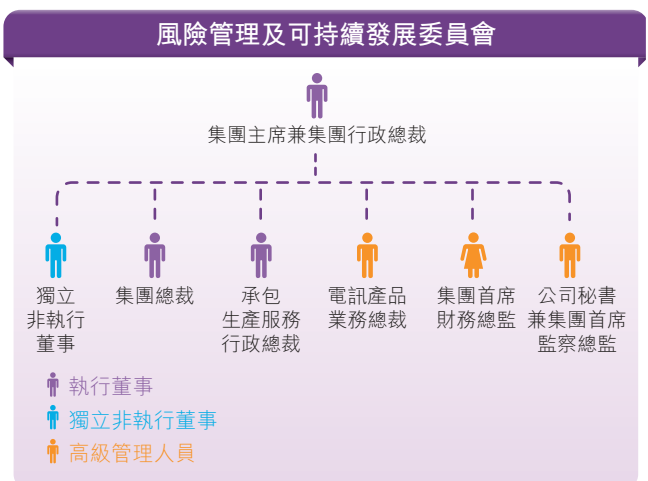 風險管理及可持續發展委員會
集團主席兼集團行政總裁
獨立
非執行
董事
集團總裁
承包
生產服務
行政總裁
電訊產品
業務總裁
集團首席
財務總監
公司秘書
兼集團首席
監察總監
執行董事
獨立非執行董事
高級管理人員